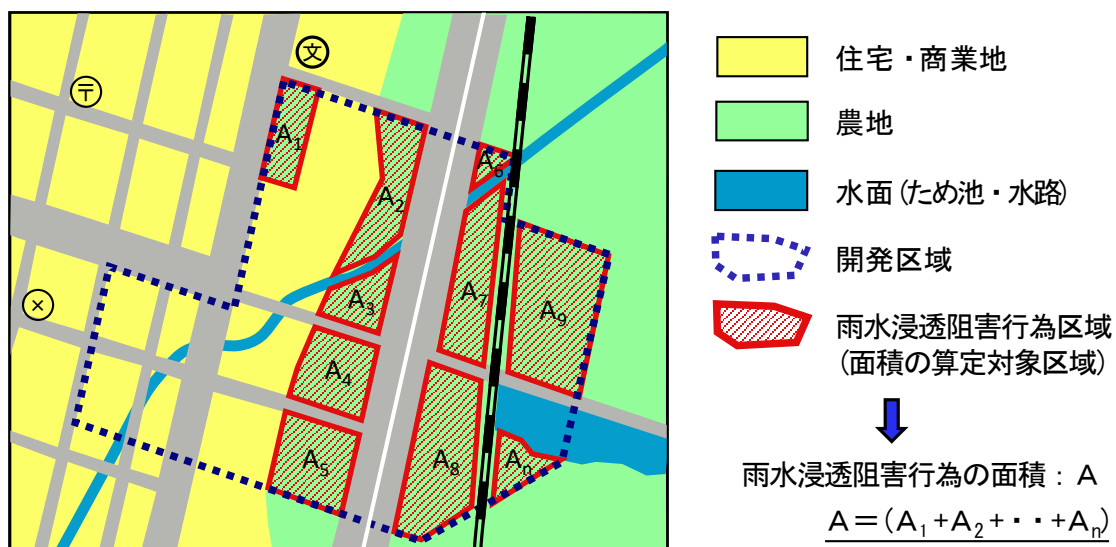 文
〒
×
A1
A2
A3
A4
A5
A6
A7
A8
A9
An
住宅・商業地
農地
水面(ため池・水路)
開発区域
雨水浸透阻害行為区域
(面積の算定対象区域)
雨水浸透阻害行為の面積：A
A＝(A1+A2+・・+An)